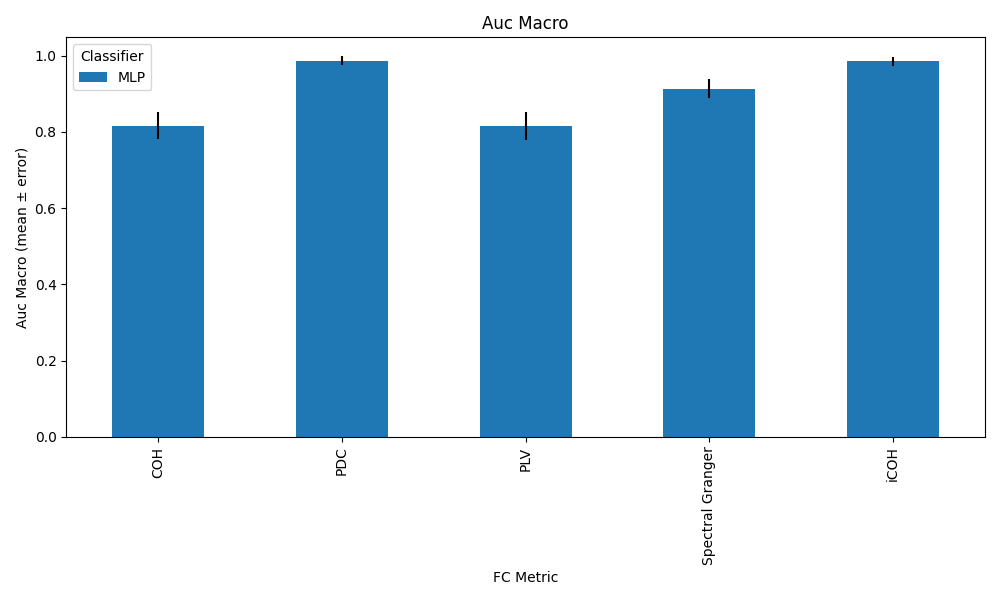 Auc Macro
Classifier
MLP
Auc Macro (mean ± error)
1.0
0.8
0.6
0.4
0.2
0.0
COH
PDC
PLV
Spectral Granger
iCOH
FC Metric